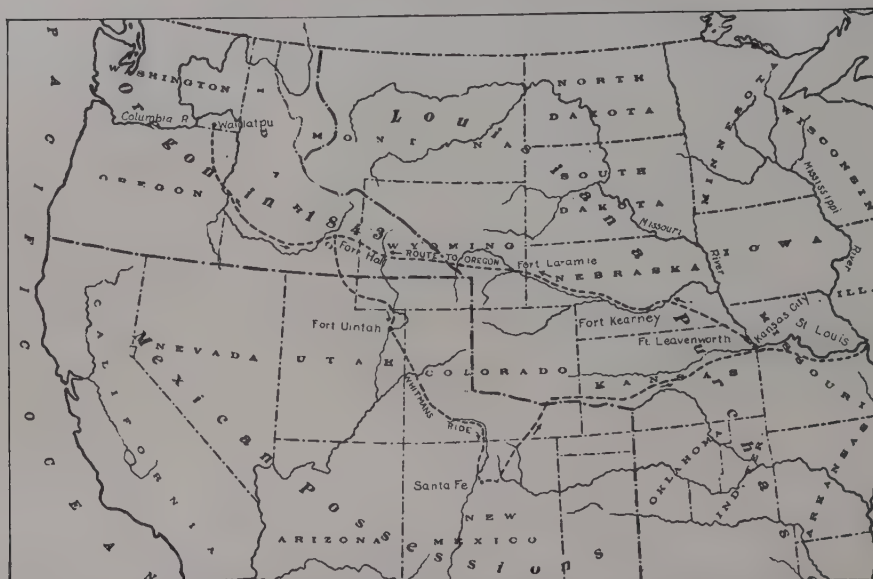 PACIFIC OCEAN
WASHINGTON
Columbia R.
Waiilatpu
OREGON
Oregon in 1843
IDA
MONTANA
Louisiana Purchase
NORTH DAKOTA
SOUTH DAKOTA
MINNESOTA
WISCONSIN
Mississippi River
Missouri River
IOWA
ILL
WYOMING
Fort Hall
ROUTE TO OREGON
Fort Laramie
NEBRASKA
Fort Kearney
Ft. Leavenworth
Kansas City
St. Louis
Fort Uintah
NEVADA
UTAH
COLORADO
KANSAS
MISSOURI
CALIFORNIA
Mexican Possessions
WHITMANS RIDE
Santa Fe
ARIZONA
NEW MEXICO
OKLAHOMA
IND. TER
ARKANSAS